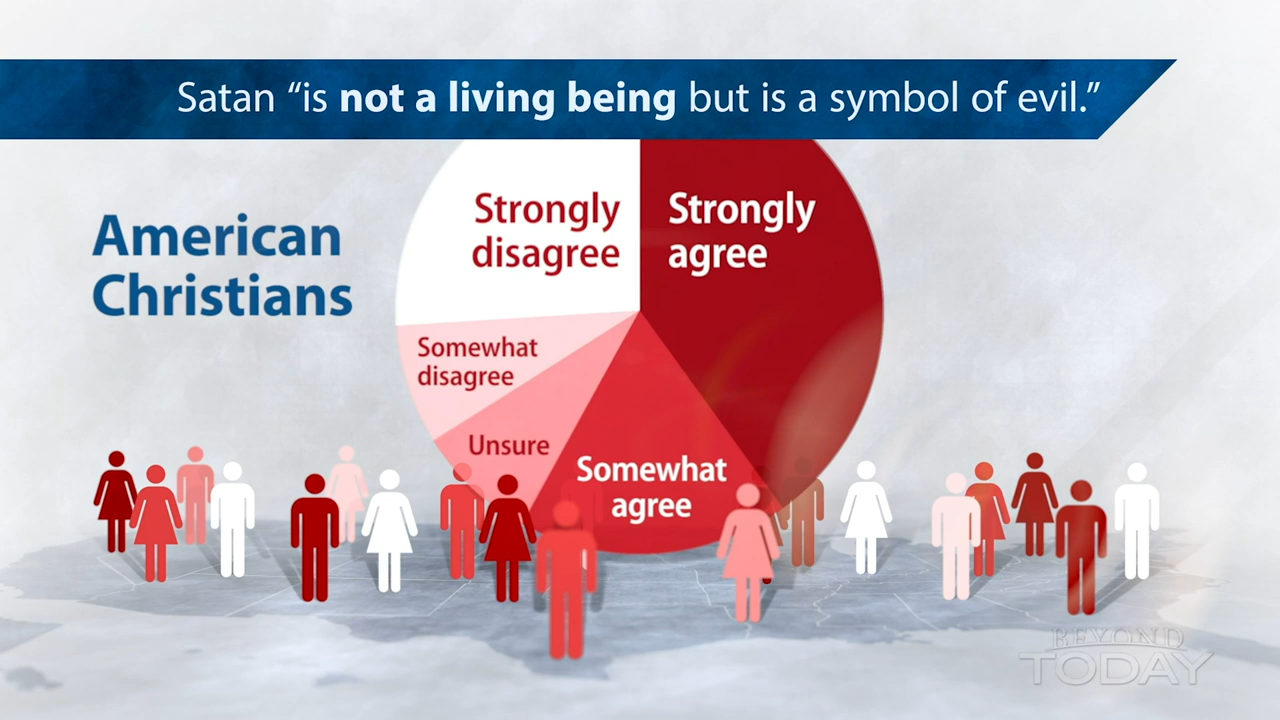 Satan “is not a living being but is a symbol of evil.”
American
Christians
Strongly
disagree
Strongly
agree
Somewhat
disagree
Unsure
Somewhat
agree
BEYOND
TODAY